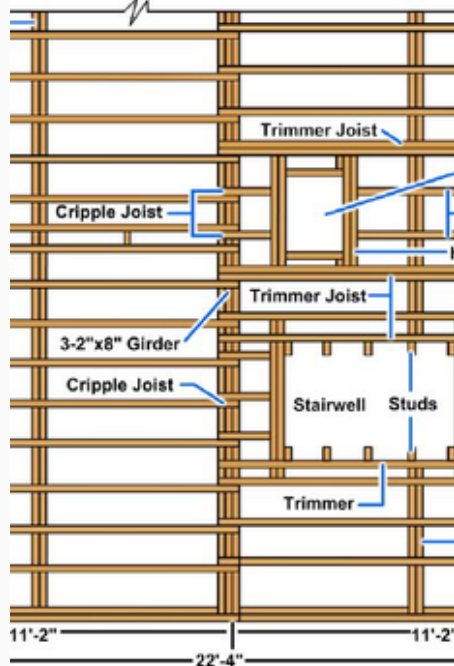 Trimmer Joist
Cripple Joist
Trimmer Joist
3-2"x8" Girder
Cripple Joist
Stairwell
Studs
Trimmer
11'-2"
11'-2'
22'-4"